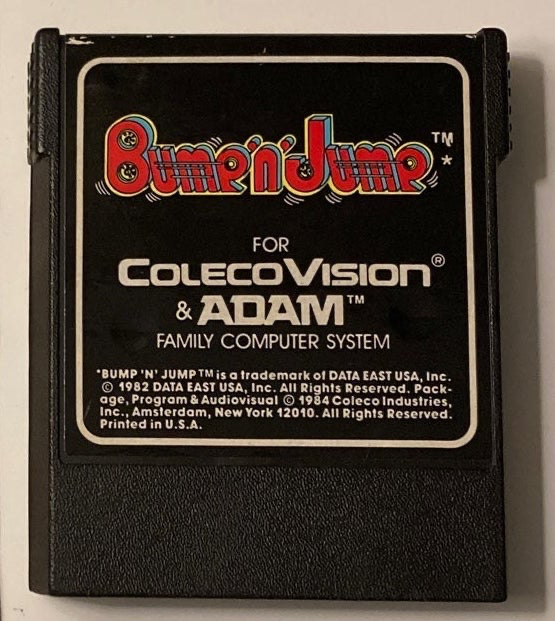 Bump 'n' Jump ™ *
FOR
COLECOVISION®
& ADAM™
FAMILY COMPUTER SYSTEM
*BUMP 'N' JUMP™ is a trademark of DATA EAST USA, Inc.
© 1982 DATA EAST USA, Inc. All Rights Reserved. Pack-
age, Program & Audiovisual © 1984 Coleco Industries,
Inc., Amsterdam, New York 12010. All Rights Reserved.
Printed in U.S.A.